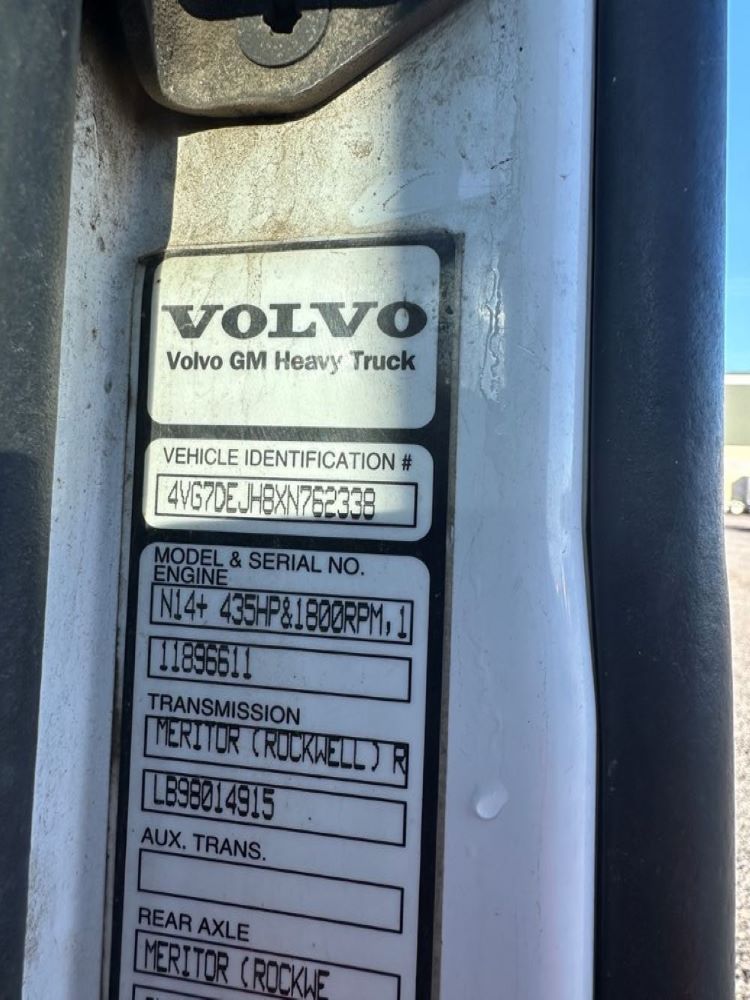 VOLVO
Volvo GM Heavy Truck
VEHICLE IDENTIFICATION #
4VG7DEJH8XN762338
MODEL & SERIAL NO.
ENGINE
N14+ 435HP&1800RPM,1
11896611
TRANSMISSION
MERITOR (ROCKWELL) R
LB98014915
AUX. TRANS.
REAR AXLE
MERITOR (ROCKWE